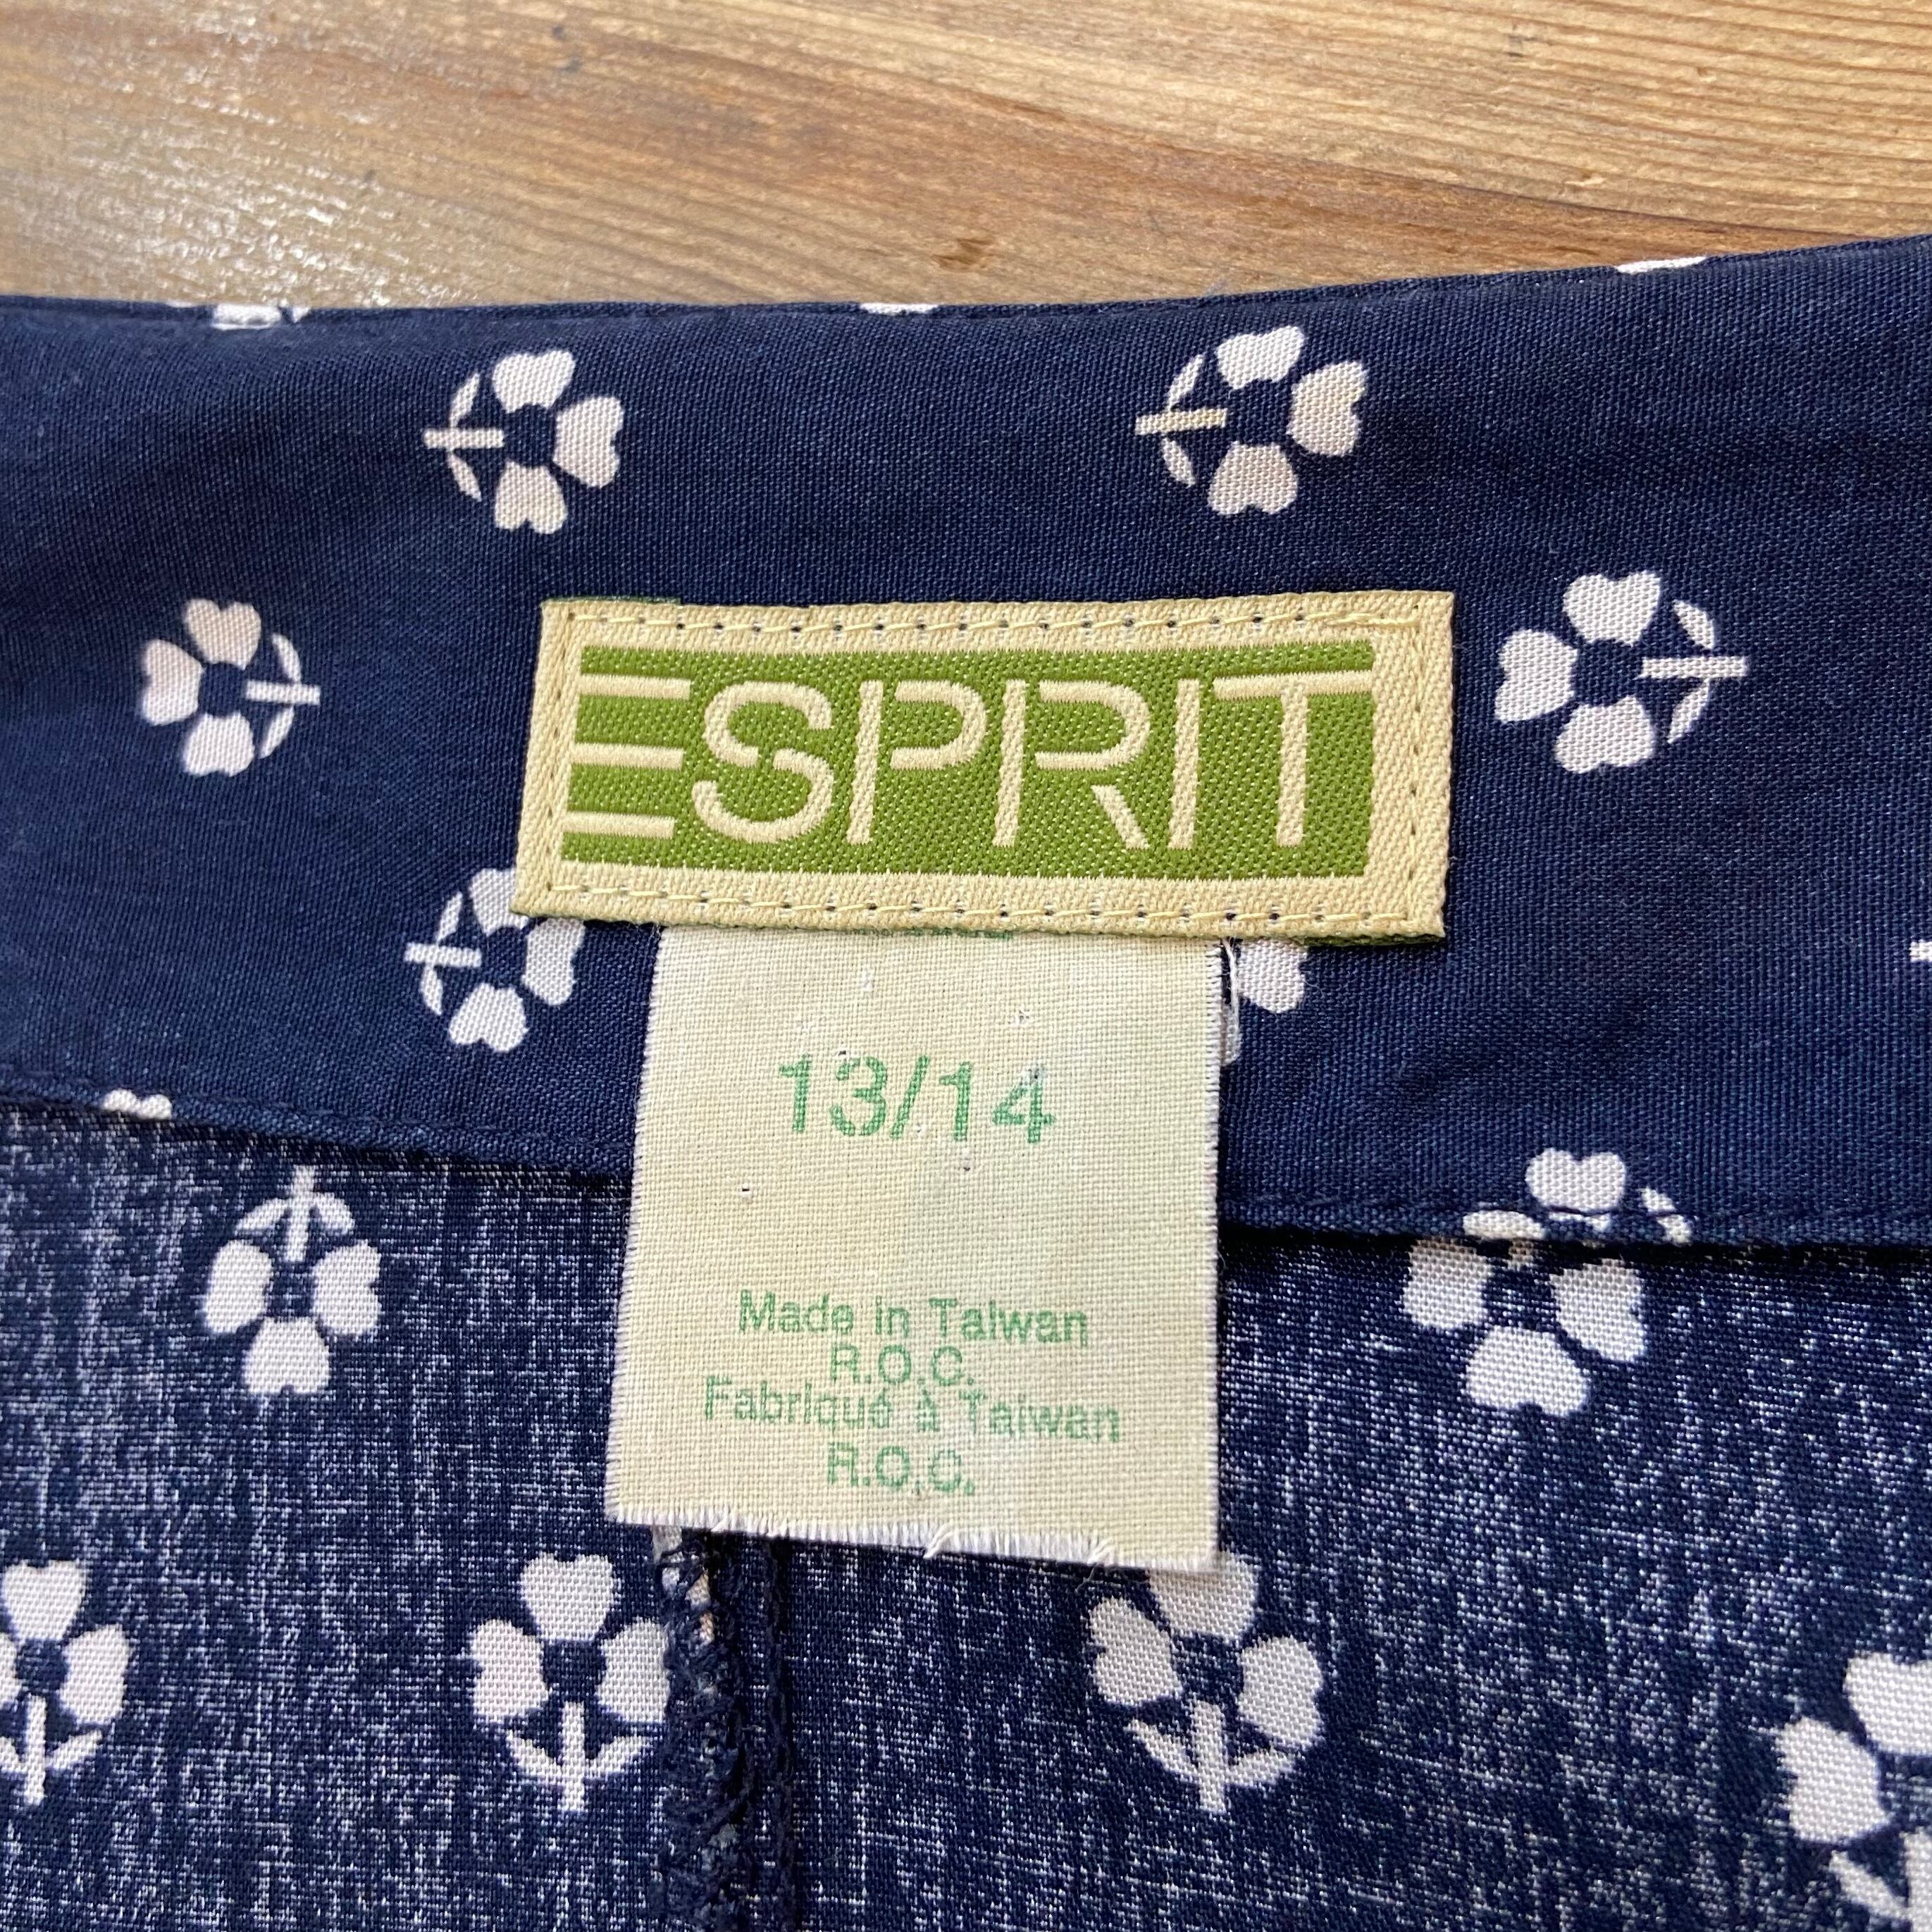 ESPRIT
13/14
Made in Taiwan
R.O.C.
Fabriqué à Taiwan
R.O.C.